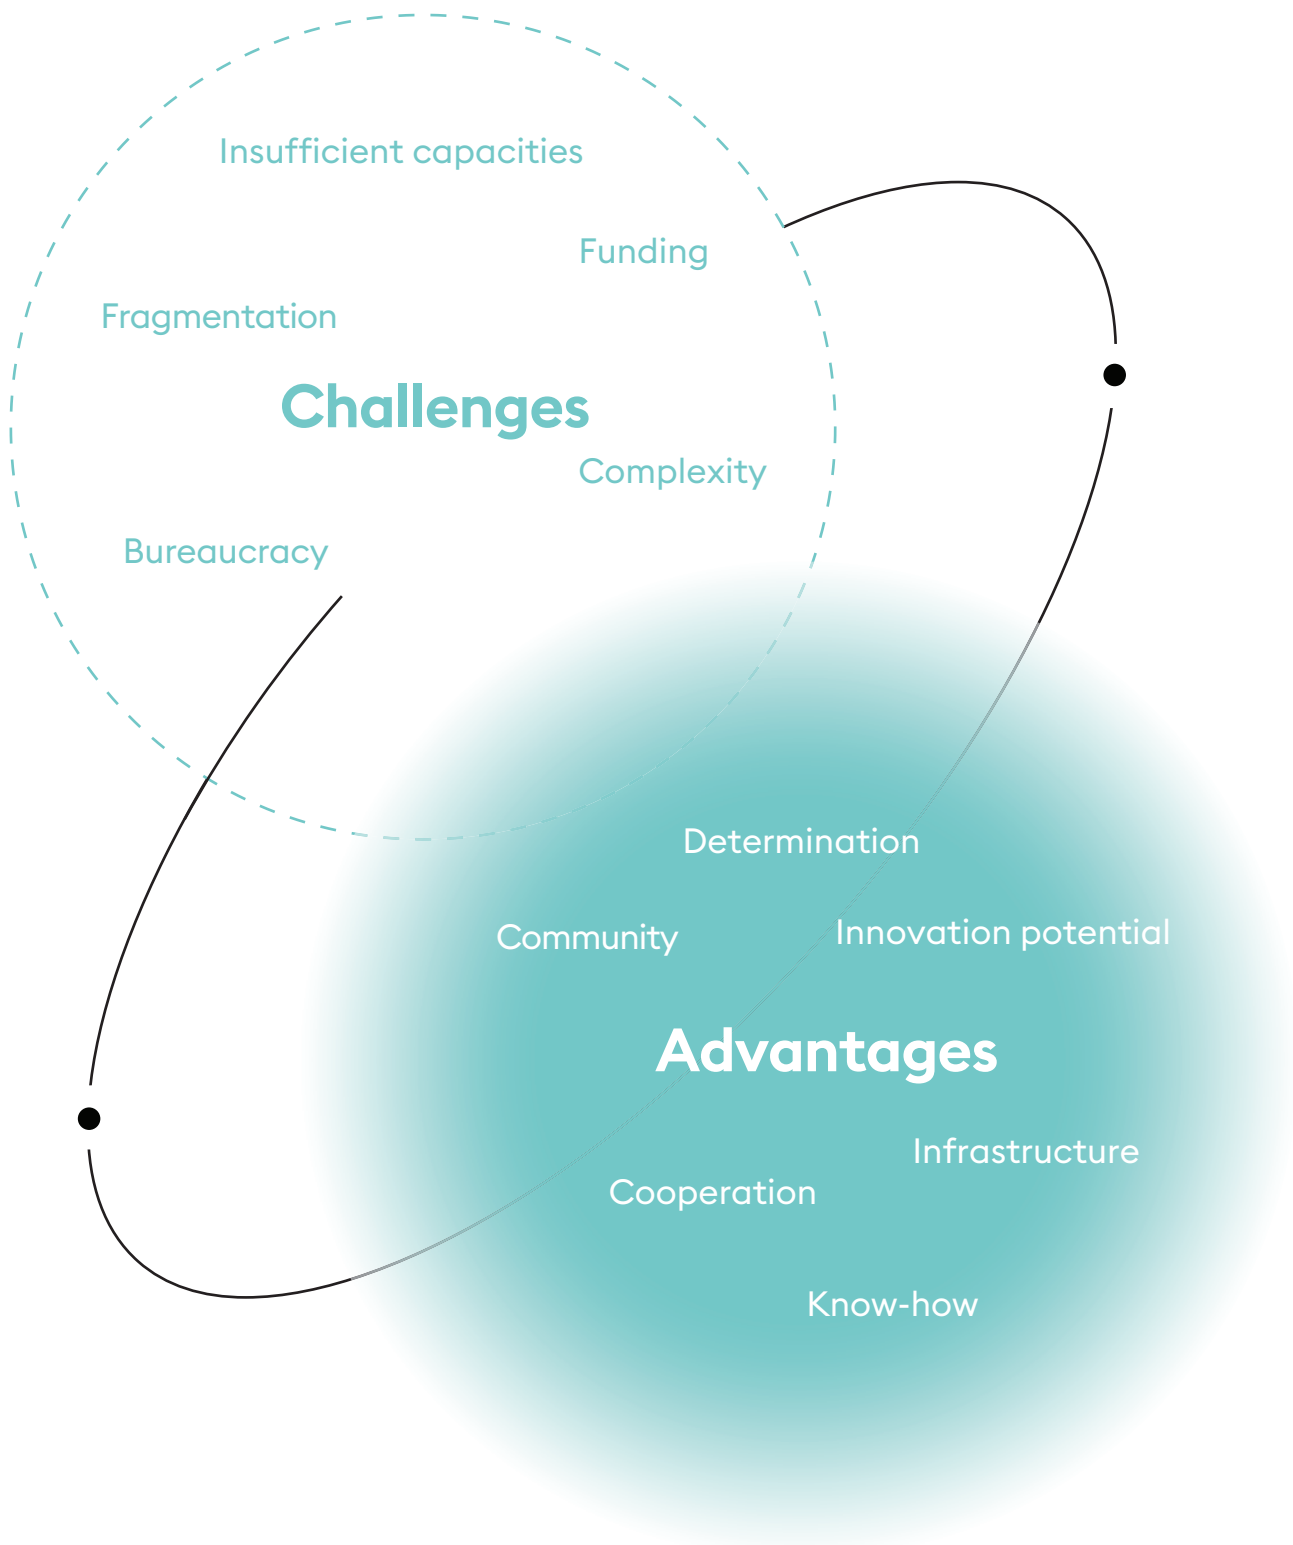 Insufficient capacities
Funding
Fragmentation
Challenges
Complexity
Bureaucracy
Determination
Community
Innovation potential
Advantages
Infrastructure
Cooperation
Know-how